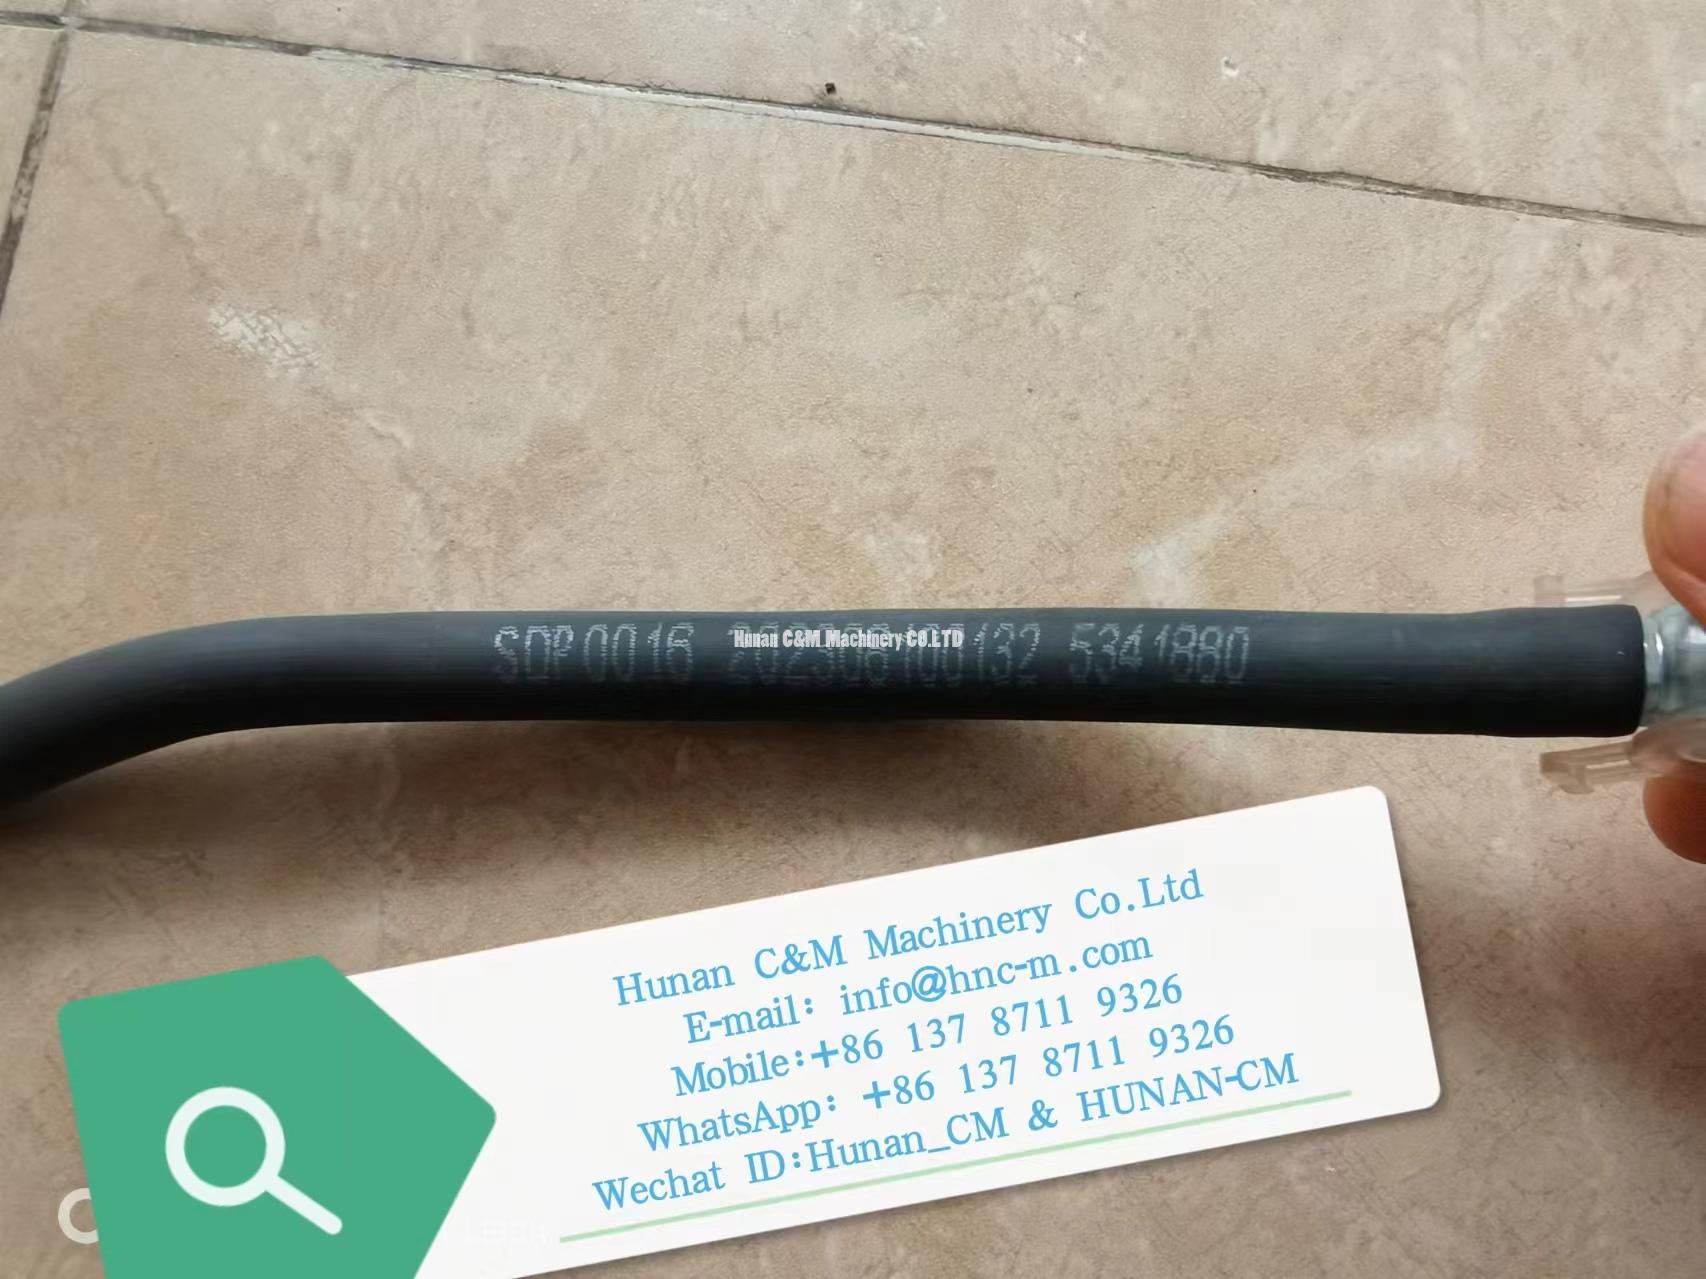 SDR0016 5341880
Hunan C&M Machinery CO.LTD
Hunan C&M Machinery Co.Ltd
E-mail: info@hnc-m.com
Mobile:+86 137 8711 9326
WhatsApp: +86 137 8711 9326
Wechat ID:Hunan_CM & HUNAN-CM